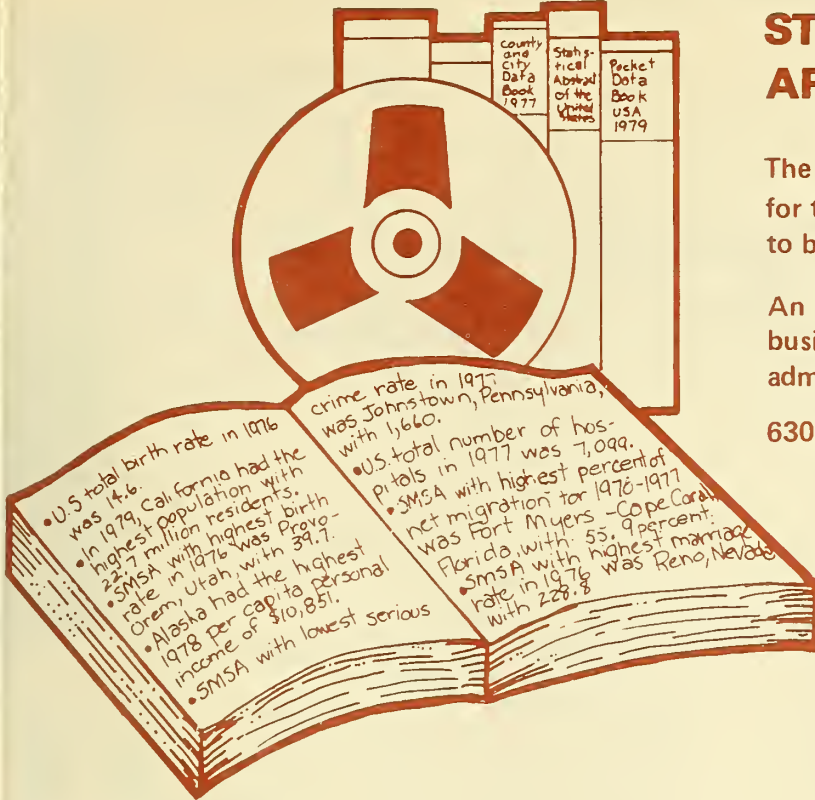 County
and
City
Data
Book
1977
Statis-
tical
Abstract
of the
United
States
Pocket
Data
Book
USA
1979
ST
AP
The
for t
to b
An
busi
adm
630
•U.S total birth rate in 1976
was 14.6.
•In 1979, California had the
highest population with
22.7 million residents.
•SMSA with highest birth
rate in 1976 was Provo-
Orem, Utah, with 39.7.
•Alaska had the highest
1978 per capita personal
income of $10,851.
•SMSA with lowest serious
crime rate in 1977
was Johnstown, Pennsylvania,
with 1,660.
•U.S. total number of hos-
pitals in 1977 was 7,099.
•SMSA with highest percent of
net migration for 1970-1977
was Fort Myers -Cape Coral,
Florida, with 55.9 percent.
•SMSA with highest marriage
rate in 1976 was Reno, Nevada
with 228.8